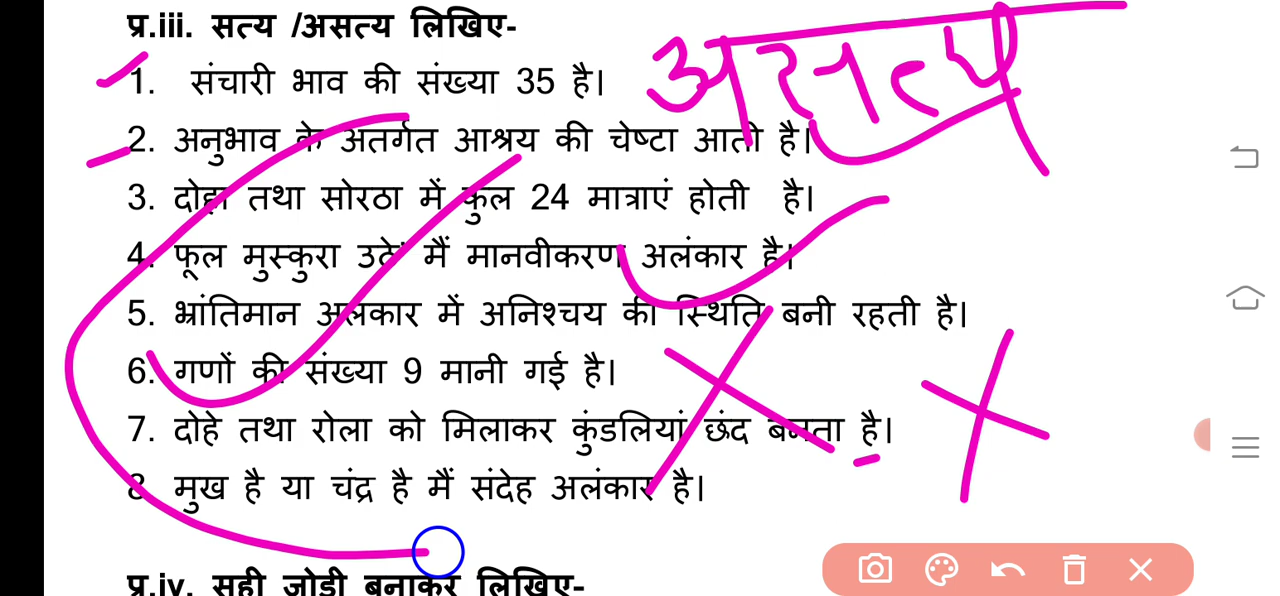 प्र.iii. सत्य /असत्य लिखिए-
असत्य
1. संचारी भाव की संख्या 35 है।
2. अनुभाव के अतर्गत आश्रय की चेष्टा आती है।
3. दोहा तथा सोरठा में कुल 24 मात्राएं होती है।
4. फूल मुस्कुरा उठे' मैं मानवीकरण अलंकार है।
5. भ्रांतिमान अलंकार में अनिश्चय की स्थिति बनी रहती है।
6. गणों की संख्या 9 मानी गई है।
7. दोहे तथा रोला को मिलाकर कुंडलियां छंद बनता है।
8. मुख है या चंद्र है मैं संदेह अलंकार है।
प्र.iv. सही जोड़ी बनाकर लिखिए-